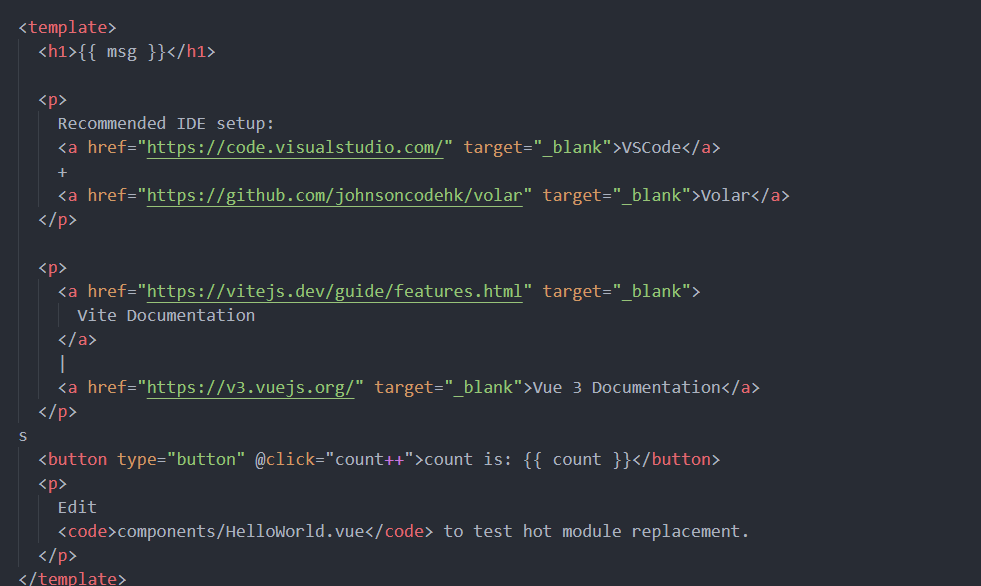 <template>
  <h1>{{ msg }}</h1>

  <p>
    Recommended IDE setup:
    <a href="https://code.visualstudio.com/" target="_blank">VSCode</a>
    +
    <a href="https://github.com/johnsoncodehk/volar" target="_blank">Volar</a>
  </p>

  <p>
    <a href="https://vitejs.dev/guide/features.html" target="_blank">
      Vite Documentation
    </a>
    |
    <a href="https://v3.vuejs.org/" target="_blank">Vue 3 Documentation</a>
  </p>
s
  <button type="button" @click="count++">count is: {{ count }}</button>
  <p>
    Edit
    <code>components/HelloWorld.vue</code> to test hot module replacement.
  </p>
</template>